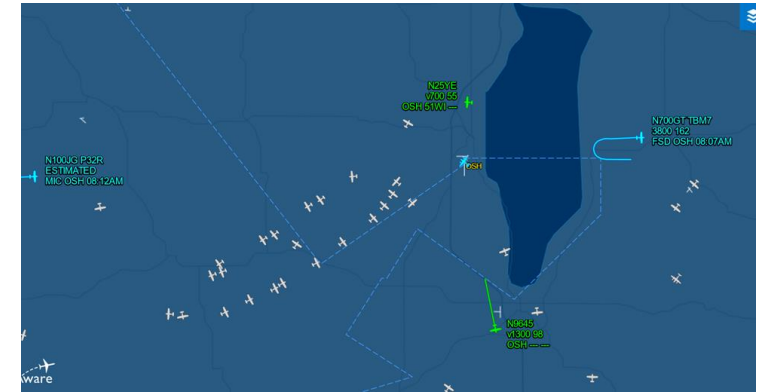 N25YE
v700 55
OSH 51WI ---
N700GT TBM7
3800 162
FSD OSH 08:07AM
N100JG P32R
ESTIMATED
MIC OSH 08:12AM
OSH
N9645
v1300 98
OSH --- ---
ware